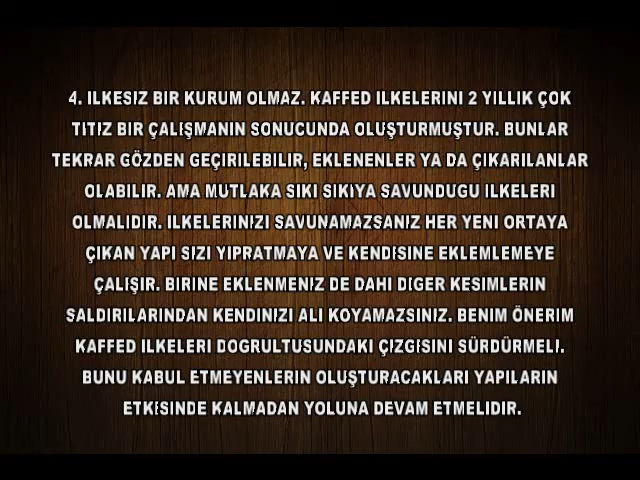 4. ILKESIZ BIR KURUM OLMAZ. KAFFED ILKELERINI 2 YILLIK ÇOK
TITIZ BIR ÇALIŞMANIN SONUCUNDA OLUŞTURMUŞTUR. BUNLAR
TEKRAR GÖZDEN GEÇIRILEBILIR, EKLENENLER YA DA ÇIKARILANLAR
OLABILIR. AMA MUTLAKA SIKI SIKIYA SAVUNDUGU ILKELERI
OLMALIDIR. ILKELERINIZI SAVUNAMAZSANIZ HER YENI ORTAYA
ÇIKAN YAPI SIZI YIPRATMAYA VE KENDISINE EKLEMLEMEYE
ÇALIŞIR. BIRINE EKLENMENIZ DE DAHI DIGER KESIMLERIN
SALDIRILARINDAN KENDINIZI ALI KOYAMAZSINIZ. BENIM ÖNERIM
KAFFED ILKELERI DOGRULTUSUNDAKI ÇIZGISINI SÜRDÜRMELI.
BUNU KABUL ETMEYENLERIN OLUŞTURACAKLARI YAPILARIN
ETKISINDE KALMADAN YOLUNA DEVAM ETMELIDIR.